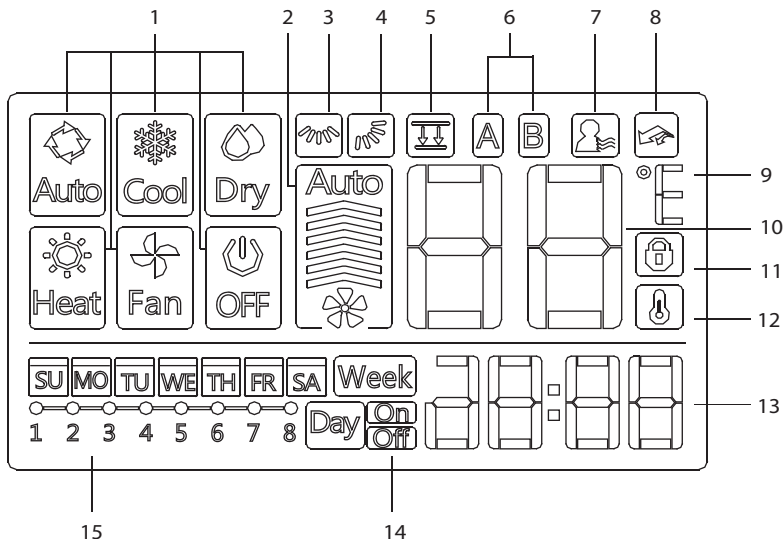 1 2 3 4 5 6 7 8
Auto Cool Dry Auto A B
9
10
Heat Fan OFF
11
12
SU MO TU WE TH FR SA Week
13
1 2 3 4 5 6 7 8 Day On
Off
15 14